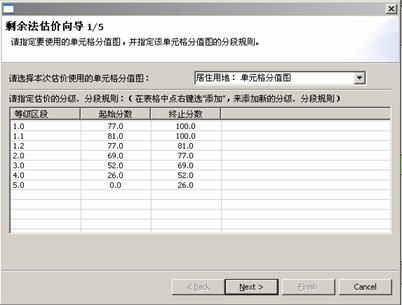 剩余法估价向导 1/5
请指定要使用的单元格分值图,并指定该单元格分值图的分段规则。
请选择本次估价使用的单元格分值图: 居住用地: 单元格分值图
请指定估价的分级、分段规则:(在表格中点右键选"添加",来添加新的分级、分段规则)
等级区段 起始分数 终止分数
1.0 77.0 100.0
1.1 81.0 100.0
1.2 77.0 81.0
2.0 69.0 77.0
3.0 52.0 69.0
4.0 26.0 52.0
5.0 0.0 26.0
< Back Next > Finish Cancel